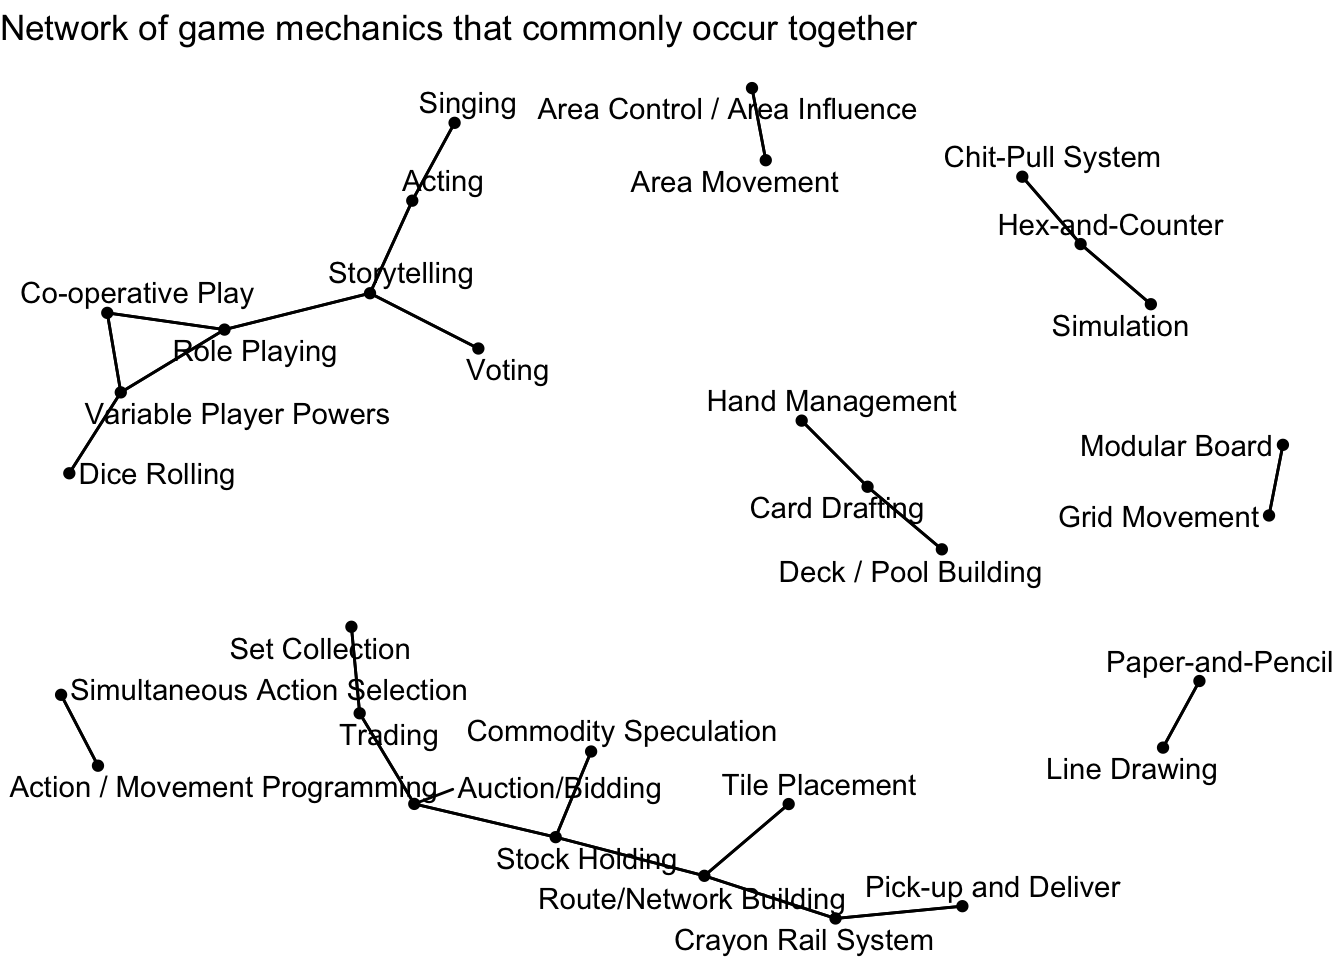 Network of game mechanics that commonly occur together
Singing
Area Control / Area Influence
Chit-Pull System
Acting
Area Movement
Hex-and-Counter
Storytelling
Co-operative Play
Simulation
Role Playing
Voting
Hand Management
Variable Player Powers
Modular Board
Dice Rolling
Card Drafting
Grid Movement
Deck / Pool Building
Set Collection
Paper-and-Pencil
Simultaneous Action Selection
Trading
Commodity Speculation
Line Drawing
Action / Movement Programming
Auction/Bidding
Tile Placement
Stock Holding
Pick-up and Deliver
Route/Network Building
Crayon Rail System